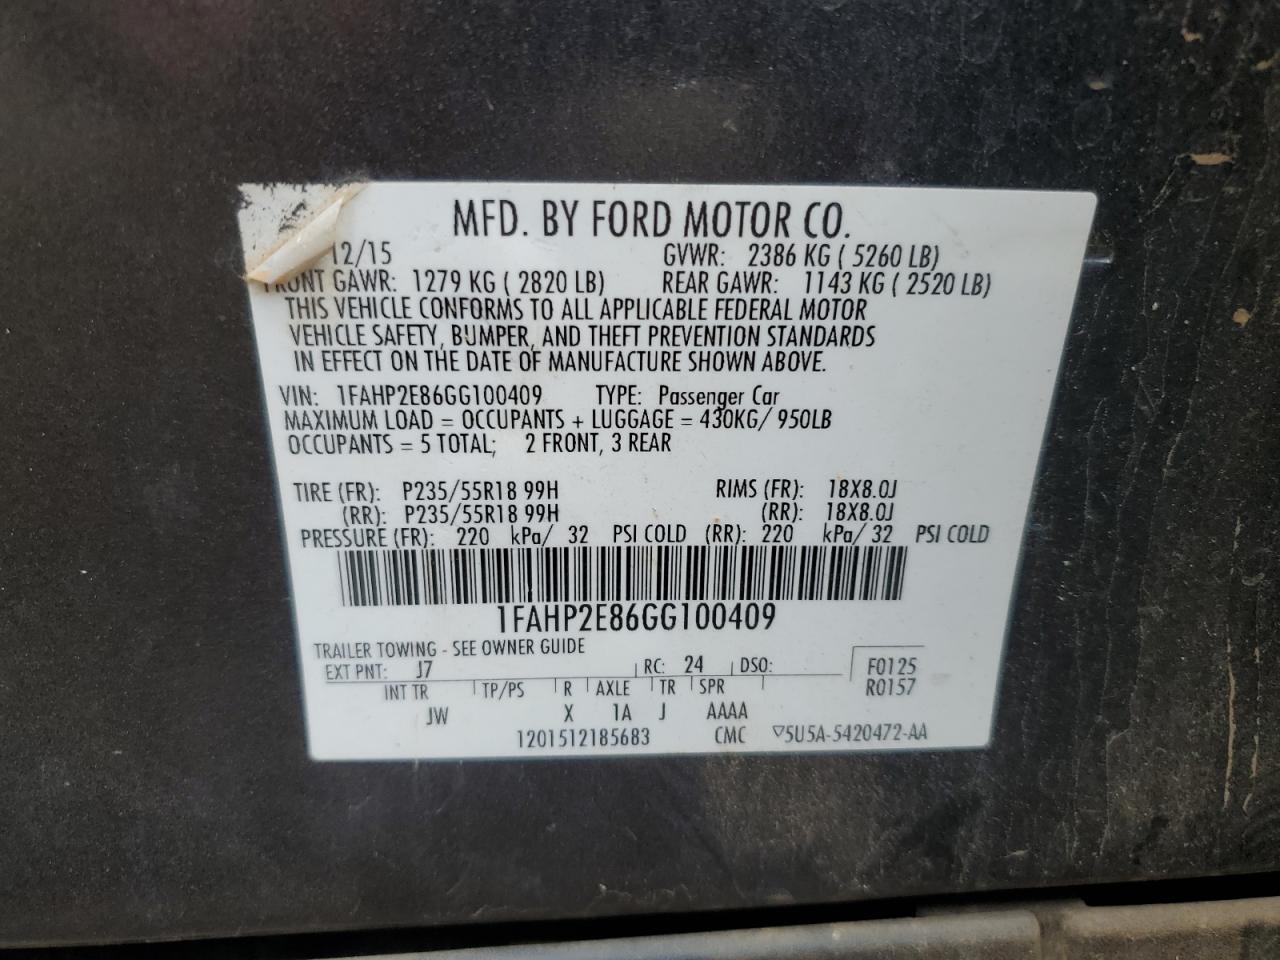 MFD. BY FORD MOTOR CO.
12/15 GVWR: 2386 KG ( 5260 LB)
FRONT GAWR: 1279 KG ( 2820 LB) REAR GAWR: 1143 KG ( 2520 LB)
THIS VEHICLE CONFORMS TO ALL APPLICABLE FEDERAL MOTOR
VEHICLE SAFETY, BUMPER, AND THEFT PREVENTION STANDARDS
IN EFFECT ON THE DATE OF MANUFACTURE SHOWN ABOVE.
VIN: 1FAHP2E86GG100409 TYPE: Passenger Car
MAXIMUM LOAD = OCCUPANTS + LUGGAGE = 430KG/ 950LB
OCCUPANTS = 5 TOTAL; 2 FRONT, 3 REAR
TIRE (FR): P235/55R18 99H RIMS (FR): 18X8.0J
(RR): P235/55R18 99H (RR): 18X8.0J
PRESSURE (FR): 220 kPa/ 32 PSI COLD (RR): 220 kPa/ 32 PSI COLD
1FAHP2E86GG100409
TRAILER TOWING - SEE OWNER GUIDE
EXT PNT: J7 RC: 24 DSO: F0125
INT TR TP/PS R AXLE TR SPR R0157
JW X 1A J AAAA
1201512185683 CMC ▽5U5A-5420472-AA